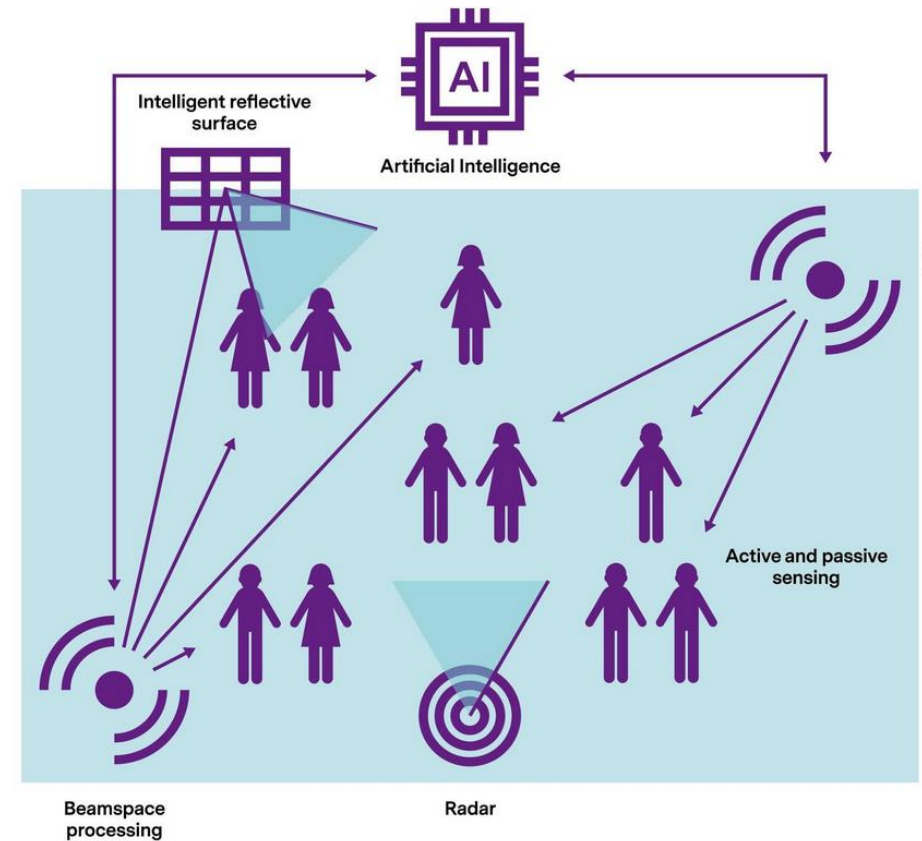 AI
Intelligent reflective
surface
Artificial Intelligence
Active and passive
sensing
Beamspace
processing
Radar